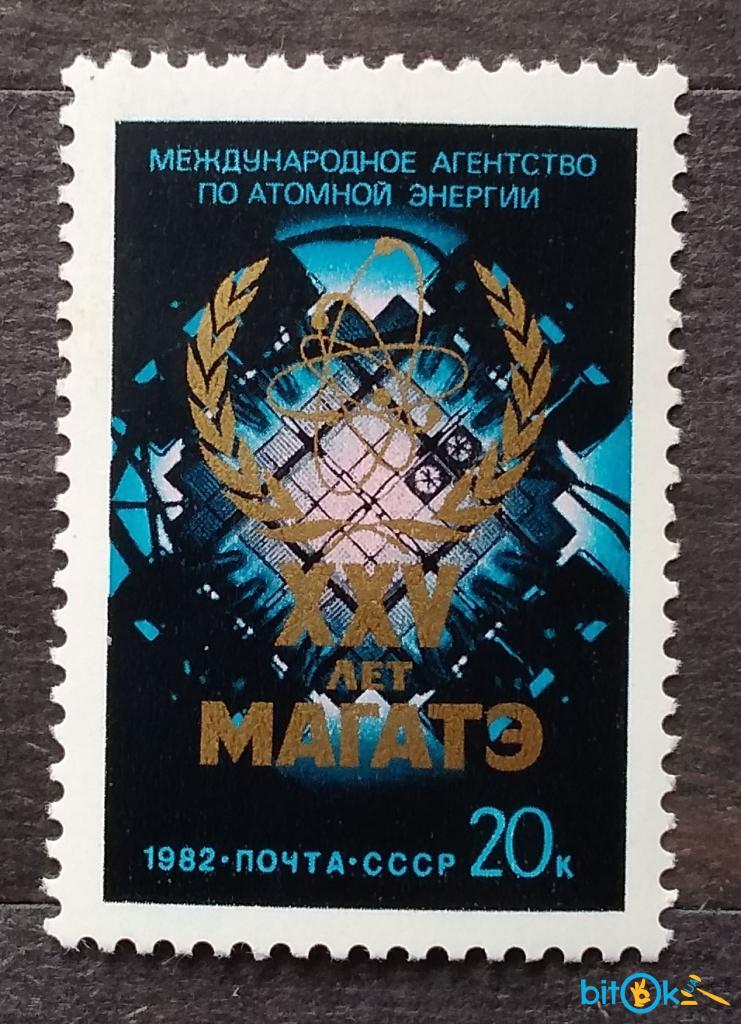 МЕЖДУНАРОДНОЕ АГЕНТСТВО
ПО АТОМНОЙ ЭНЕРГИИ
XXV
ЛЕТ
МАГАТЭ
1982·ПОЧТА·СССР 20к
bitOk